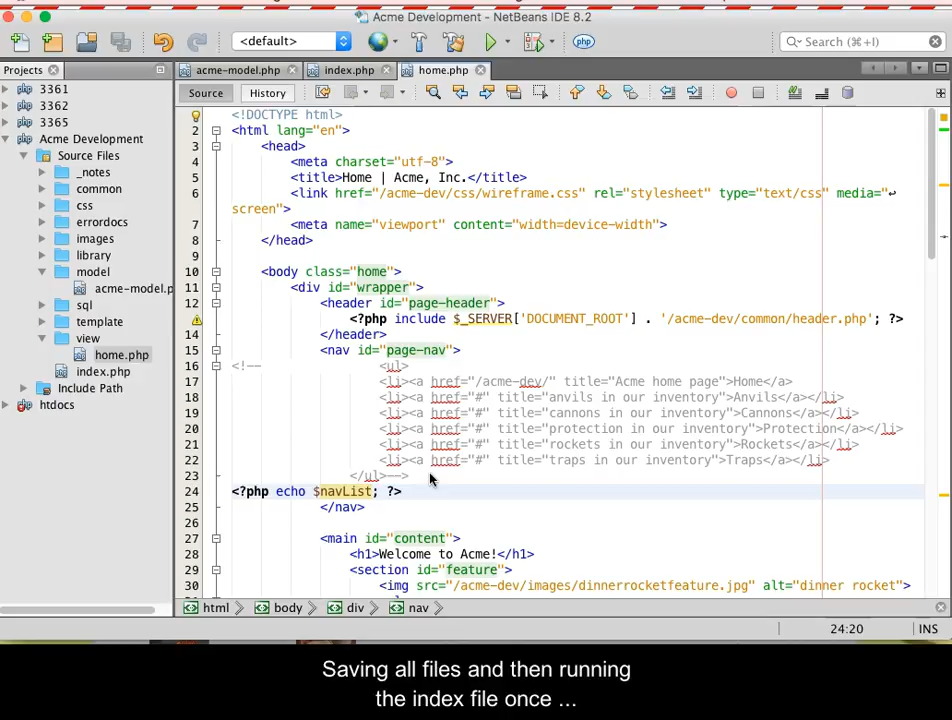 Acme Development - NetBeans IDE 8.2
<default>
php
Search (⌘+I)
Projects
acme-model.php
index.php
home.php
3361
3362
3365
Acme Development
Source Files
_notes
common
css
errordocs
images
library
model
acme-model.p
sql
template
view
home.php
index.php
Include Path
htdocs
Source
History
<!DOCTYPE html>
2 <html lang="en">
3 <head>
4 <meta charset="utf-8">
5 <title>Home | Acme, Inc.</title>
6 <link href="/acme-dev/css/wireframe.css" rel="stylesheet" type="text/css" media="↩
screen">
7 <meta name="viewport" content="width=device-width">
8 </head>
9
10 <body class="home">
11 <div id="wrapper">
12 <header id="page-header">
<?php include $_SERVER['DOCUMENT_ROOT'] . '/acme-dev/common/header.php'; ?>
14 </header>
15 <nav id="page-nav">
16 <!-- <ul>
17 <li><a href="/acme-dev/" title="Acme home page">Home</a>
18 <li><a href="#" title="anvils in our inventory">Anvils</a></li>
19 <li><a href="#" title="cannons in our inventory">Cannons</a></li>
20 <li><a href="#" title="protection in our inventory">Protection</a></li>
21 <li><a href="#" title="rockets in our inventory">Rockets</a></li>
22 <li><a href="#" title="traps in our inventory">Traps</a></li>
23 </ul>-->
24 <?php echo $navList; ?>
25 </nav>
26
27 <main id="content">
28 <h1>Welcome to Acme!</h1>
29 <section id="feature">
30 <img src="/acme-dev/images/dinnerrocketfeature.jpg" alt="dinner rocket">
html
body
div
nav
24:20
INS
Saving all files and then running
the index file once ...